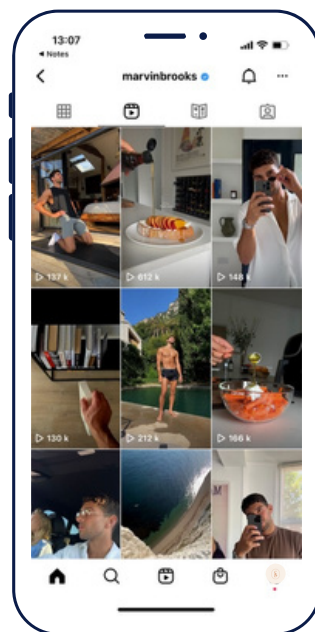 13:07
◀ Notes
marvinbrooks
137 k
612 k
148 k
130 k
212 k
166 k